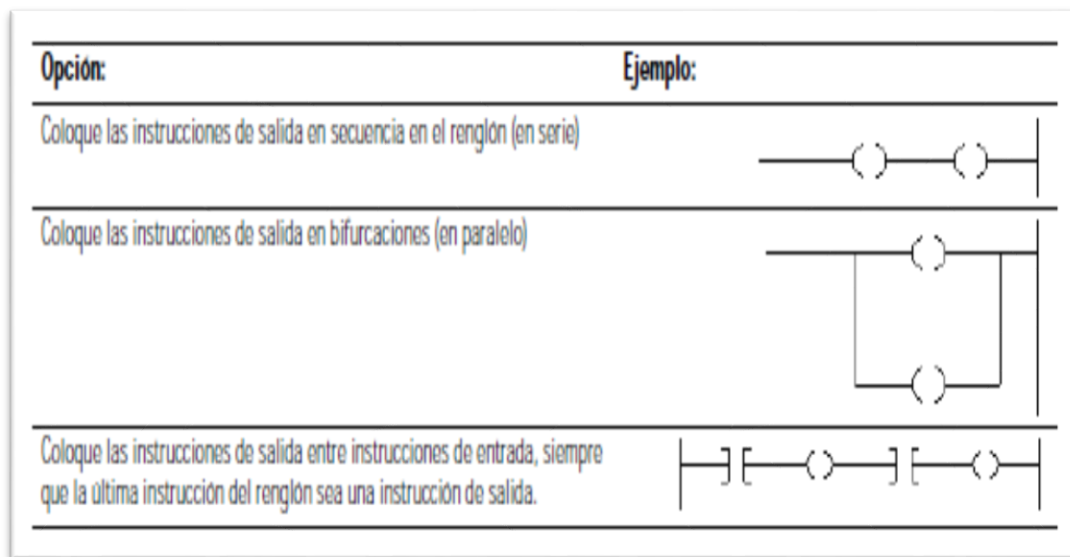 Opción: Ejemplo:
Coloque las instrucciones de salida en secuencia en el renglón (en serie)
Coloque las instrucciones de salida en bifurcaciones (en paralelo)
Coloque las instrucciones de salida entre instrucciones de entrada, siempre
que la última instrucción del renglón sea una instrucción de salida.